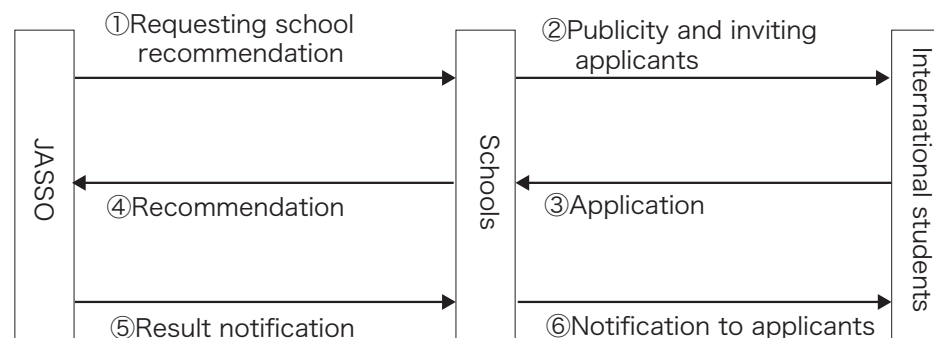 ①Requesting school
recommendation
②Publicity and inviting
applicants
JASSO
Schools
International students
④Recommendation
③Application
⑤Result notification
⑥Notification to applicants